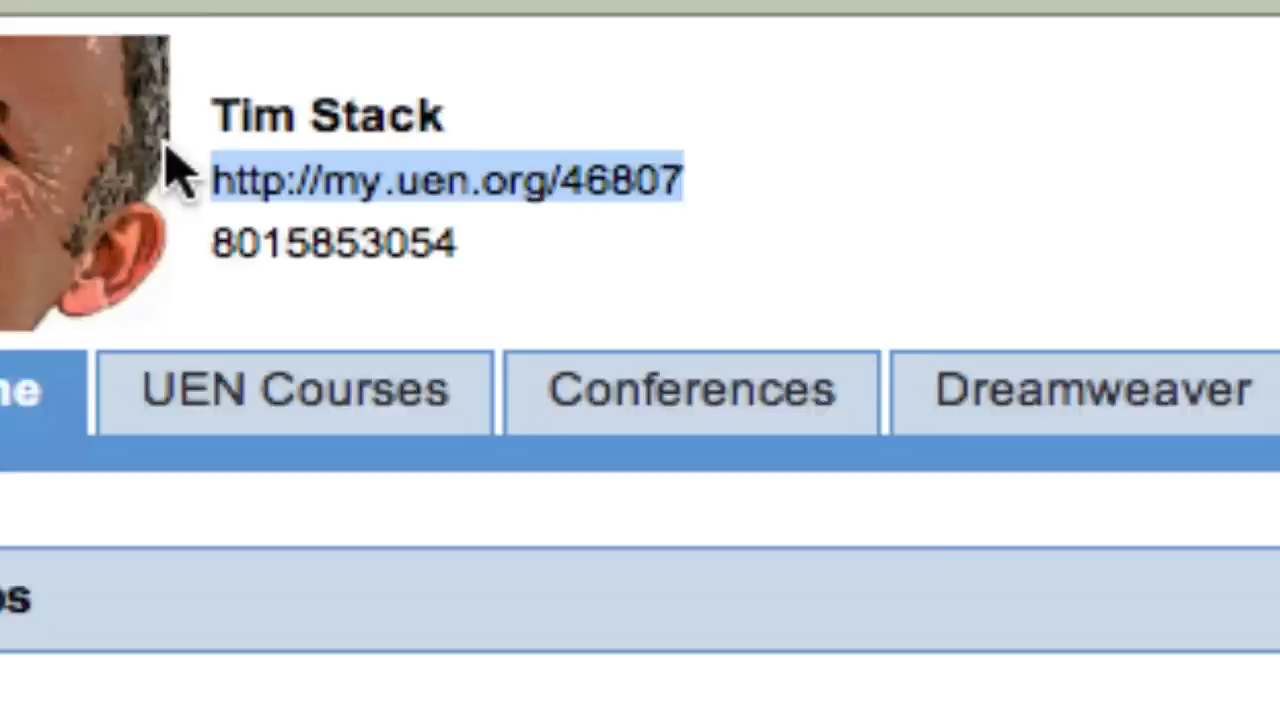 Tim Stack
http://my.uen.org/46807
8015853054
UEN Courses
Conferences
Dreamweaver